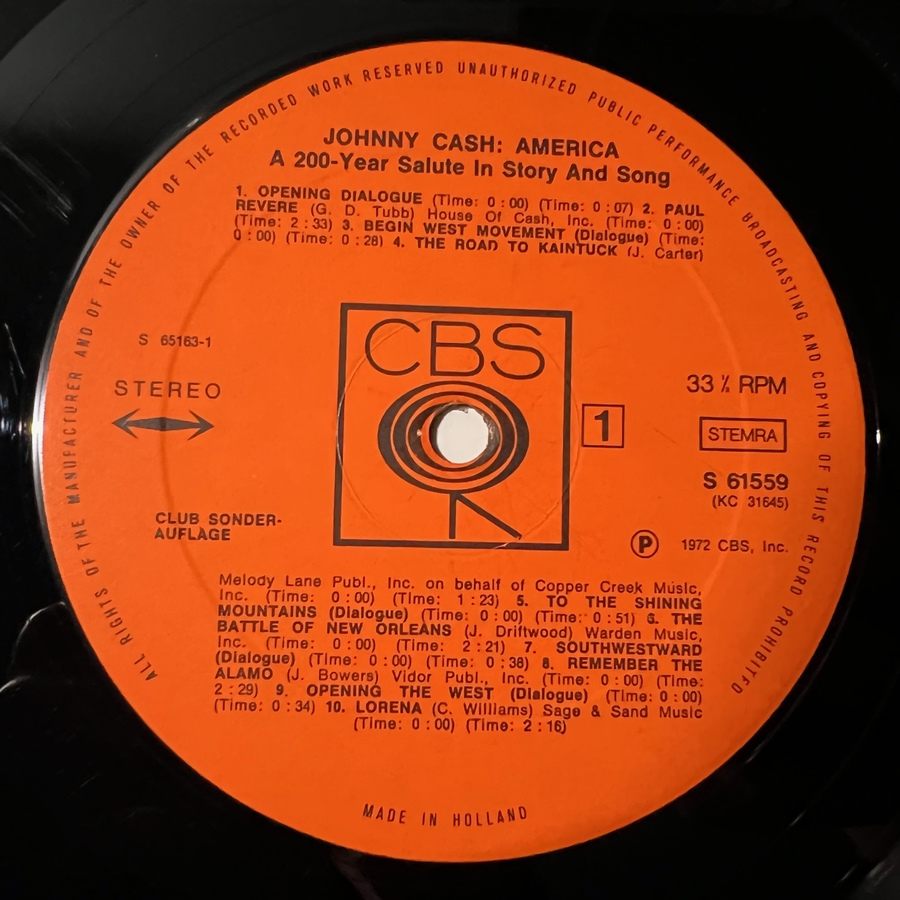 ALL RIGHTS OF THE MANUFACTURER AND OF THE OWNER OF THE RECORDED WORK RESERVED UNAUTHORIZED PUBLIC PERFORMANCE BROADCASTING AND COPYING OF THIS RECORD PROHIBITED
JOHNNY CASH: AMERICA
A 200-Year Salute In Story And Song
1. OPENING DIALOGUE (Time: 0:00) (Time: 0:07) 2. PAUL
REVERE (G. D. Tubb) House Of Cash, Inc. (Time: 0:00)
(Time: 2:33) 3. BEGIN WEST MOVEMENT (Dialogue) (Time:
0:00) (Time: 0:28) 4. THE ROAD TO KAINTUCK (J. Carter)
CBS
S 65163-1
STEREO
33 ⅓ RPM
1
STEMRA
S 61559
(KC 31645)
CLUB SONDER-
AUFLAGE
Ⓟ 1972 CBS, Inc.
Melody Lane Publ., Inc. on behalf of Copper Creek Music,
Inc. (Time: 0:00) (Time: 1:23) 5. TO THE SHINING
MOUNTAINS (Dialogue) (Time: 0:00) (Time: 0:51) 6. THE
BATTLE OF NEW ORLEANS (J. Driftwood) Warden Music,
Inc. (Time: 0:00) (Time: 2:21) 7. SOUTHWESTWARD
(Dialogue) (Time: 0:00) (Time: 0:38) 8. REMEMBER THE
ALAMO (J. Bowers) Vidor Publ., Inc. (Time: 0:00) (Time:
2:29) 9. OPENING THE WEST (Dialogue) (Time: 0:00)
(Time: 0:34) 10. LORENA (C. Williams) Sage & Sand Music
(Time: 0:00) (Time: 2:16)
MADE IN HOLLAND